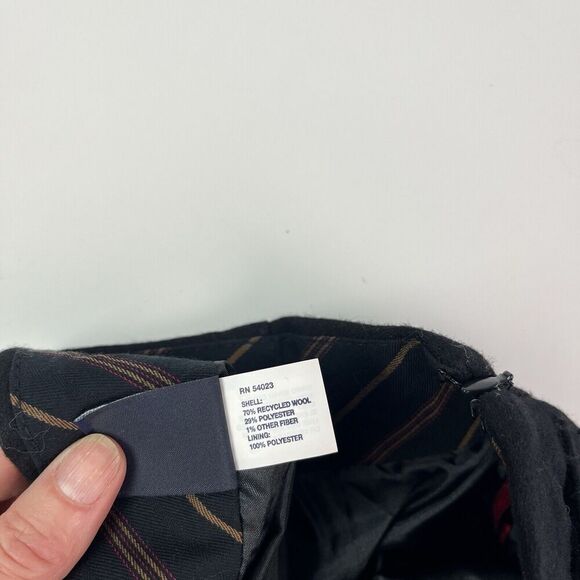 RN 54023
SHELL:
70% RECYCLED WOOL
29% POLYESTER
1% OTHER FIBER
LINING:
100% POLYESTER